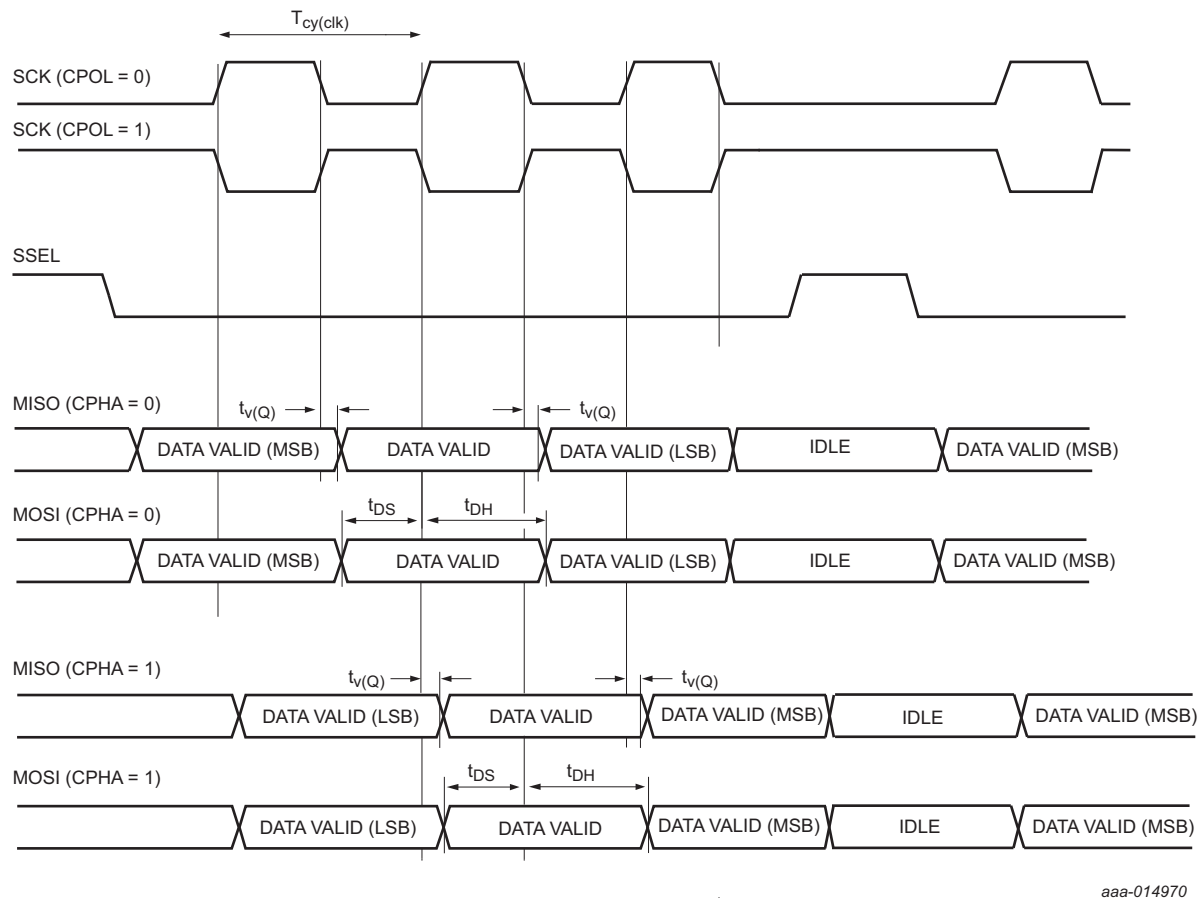 Tcy(clk)
SCK (CPOL = 0)
SCK (CPOL = 1)
SSEL
MISO (CPHA = 0)
tv(Q) tv(Q)
DATA VALID (MSB) DATA VALID DATA VALID (LSB) IDLE DATA VALID (MSB)
tDS tDH
MOSI (CPHA = 0)
DATA VALID (MSB) DATA VALID DATA VALID (LSB) IDLE DATA VALID (MSB)
MISO (CPHA = 1)
tv(Q) tv(Q)
DATA VALID (LSB) DATA VALID DATA VALID (MSB) IDLE DATA VALID (MSB)
MOSI (CPHA = 1)
tDS tDH
DATA VALID (LSB) DATA VALID DATA VALID (MSB) IDLE DATA VALID (MSB)
aaa-014970